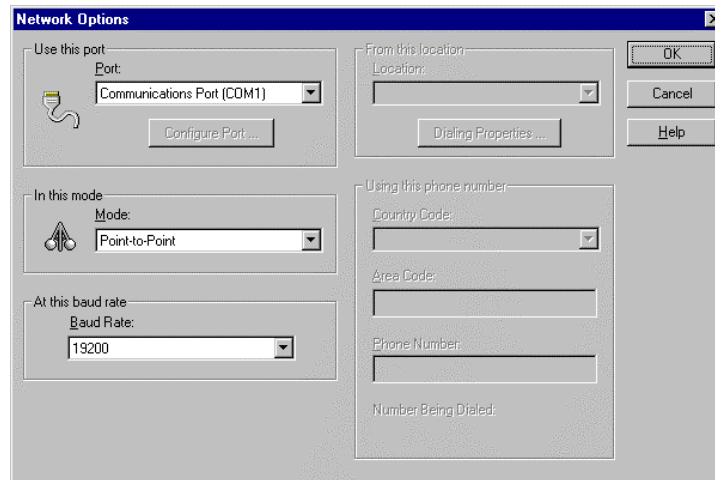 Network Options
Use this port
Port:
Communications Port (COM1)
Configure Port ...
In this mode
Mode:
Point-to-Point
At this baud rate
Baud Rate:
19200
From this location
Location:
Dialing Properties ...
Using this phone number
Country Code:
Area Code:
Phone Number:
Number Being Dialed:
OK
Cancel
Help